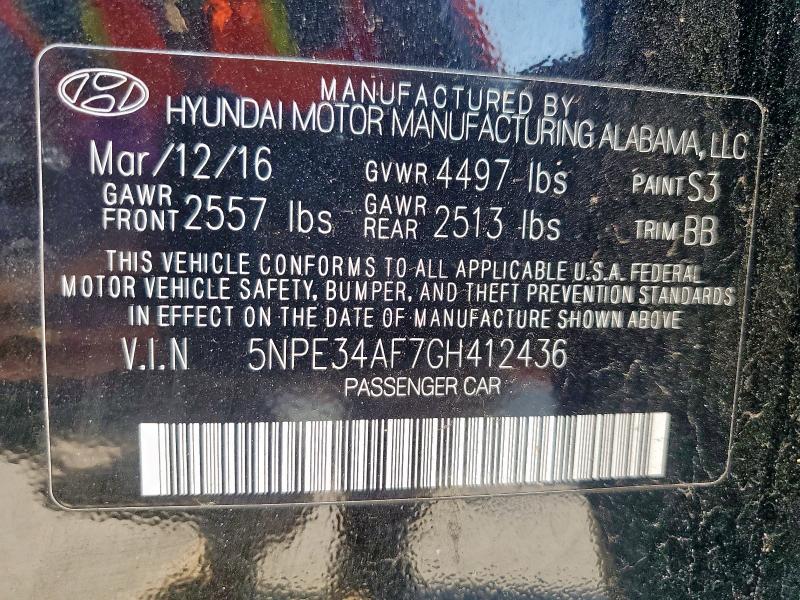 MANUFACTURED BY
HYUNDAI MOTOR MANUFACTURING ALABAMA, LLC
Mar/12/16 GVWR 4497 lbs PAINT S3
GAWR FRONT 2557 lbs GAWR REAR 2513 lbs TRIM BB
THIS VEHICLE CONFORMS TO ALL APPLICABLE U.S.A. FEDERAL
MOTOR VEHICLE SAFETY, BUMPER, AND THEFT PREVENTION STANDARDS
IN EFFECT ON THE DATE OF MANUFACTURE SHOWN ABOVE
V.I.N 5NPE34AF7GH412436
PASSENGER CAR